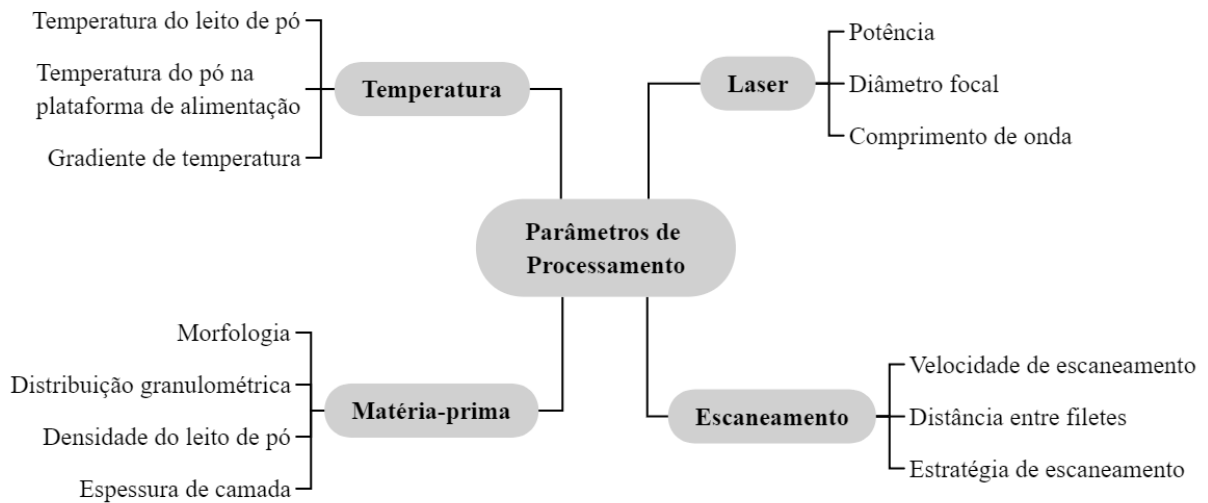 Temperatura do leito de pó
Temperatura do pó na
plataforma de alimentação
Gradiente de temperatura
Temperatura
Laser
Potência
Diâmetro focal
Comprimento de onda
Parâmetros de
Processamento
Morfologia
Distribuição granulométrica
Densidade do leito de pó
Espessura de camada
Matéria-prima
Escaneamento
Velocidade de escaneamento
Distância entre filetes
Estratégia de escaneamento